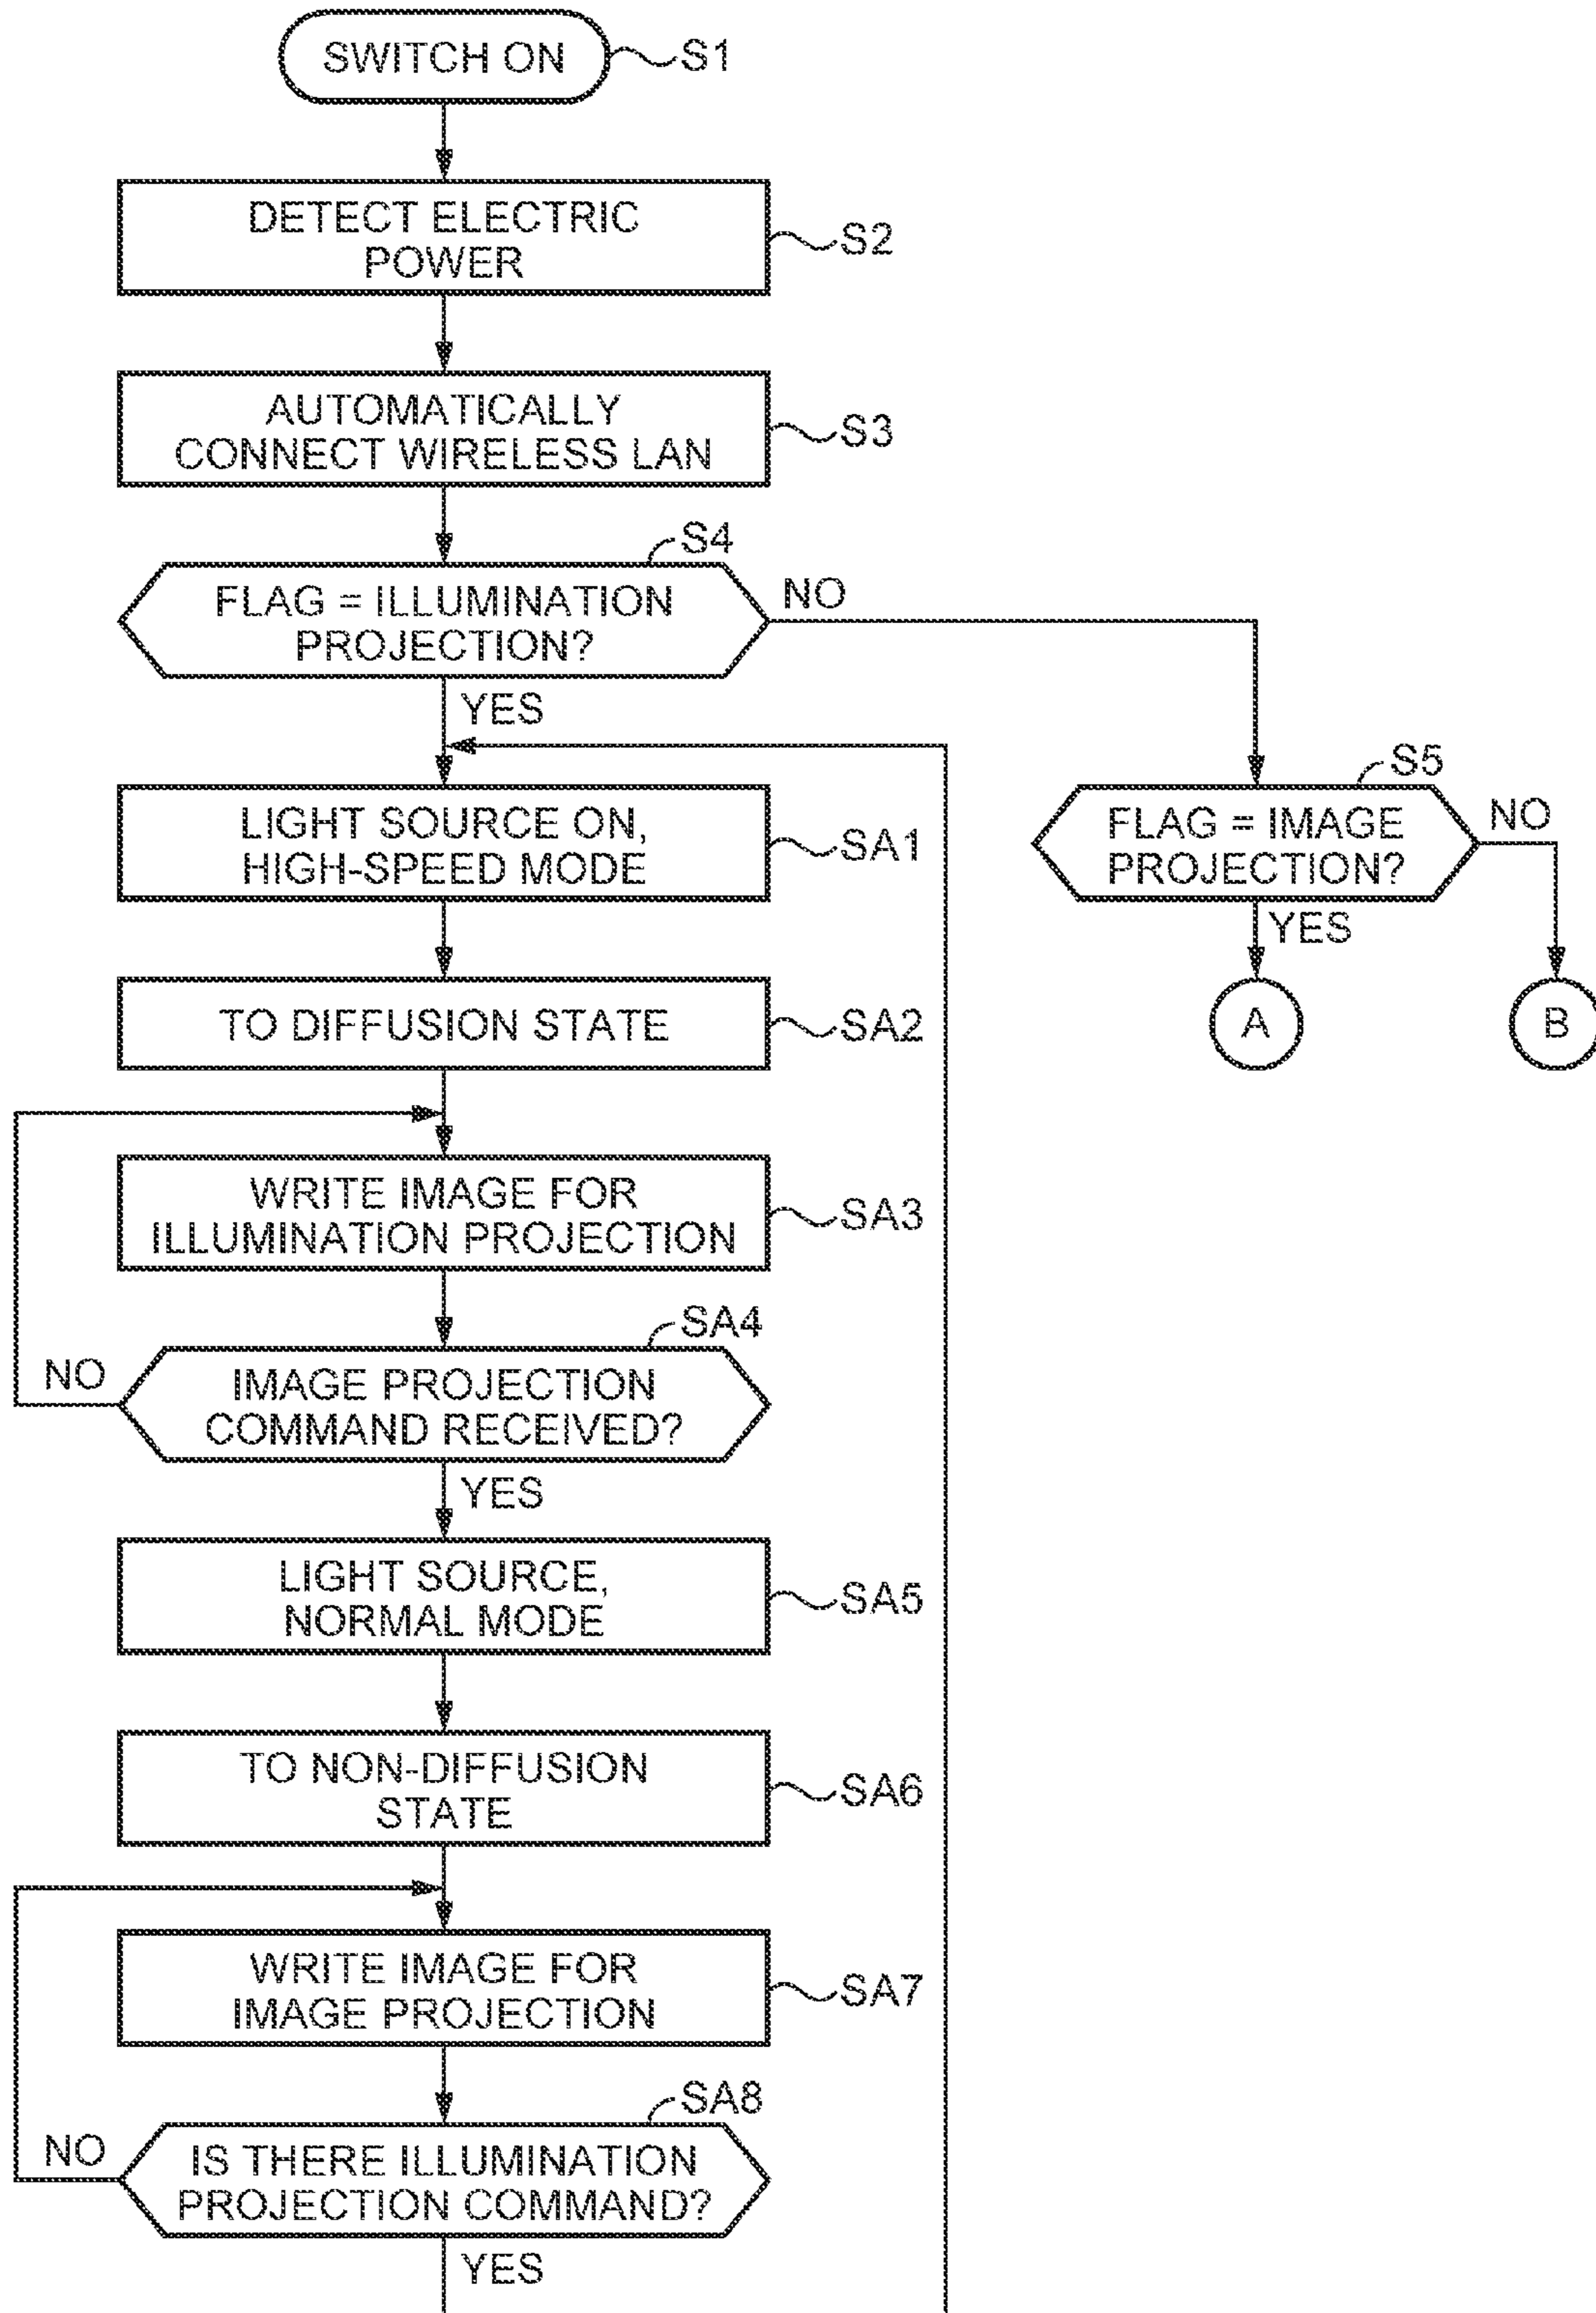 SWITCH ON
S1
DETECT ELECTRIC
POWER
S2
AUTOMATICALLY
CONNECT WIRELESS LAN
S3
S4
FLAG = ILLUMINATION
PROJECTION?
NO
YES
S5
FLAG = IMAGE
PROJECTION?
NO
YES
A
B
LIGHT SOURCE ON,
HIGH-SPEED MODE
SA1
TO DIFFUSION STATE
SA2
WRITE IMAGE FOR
ILLUMINATION PROJECTION
SA3
SA4
NO
IMAGE PROJECTION
COMMAND RECEIVED?
YES
LIGHT SOURCE,
NORMAL MODE
SA5
TO NON-DIFFUSION
STATE
SA6
WRITE IMAGE FOR
IMAGE PROJECTION
SA7
SA8
NO
IS THERE ILLUMINATION
PROJECTION COMMAND?
YES